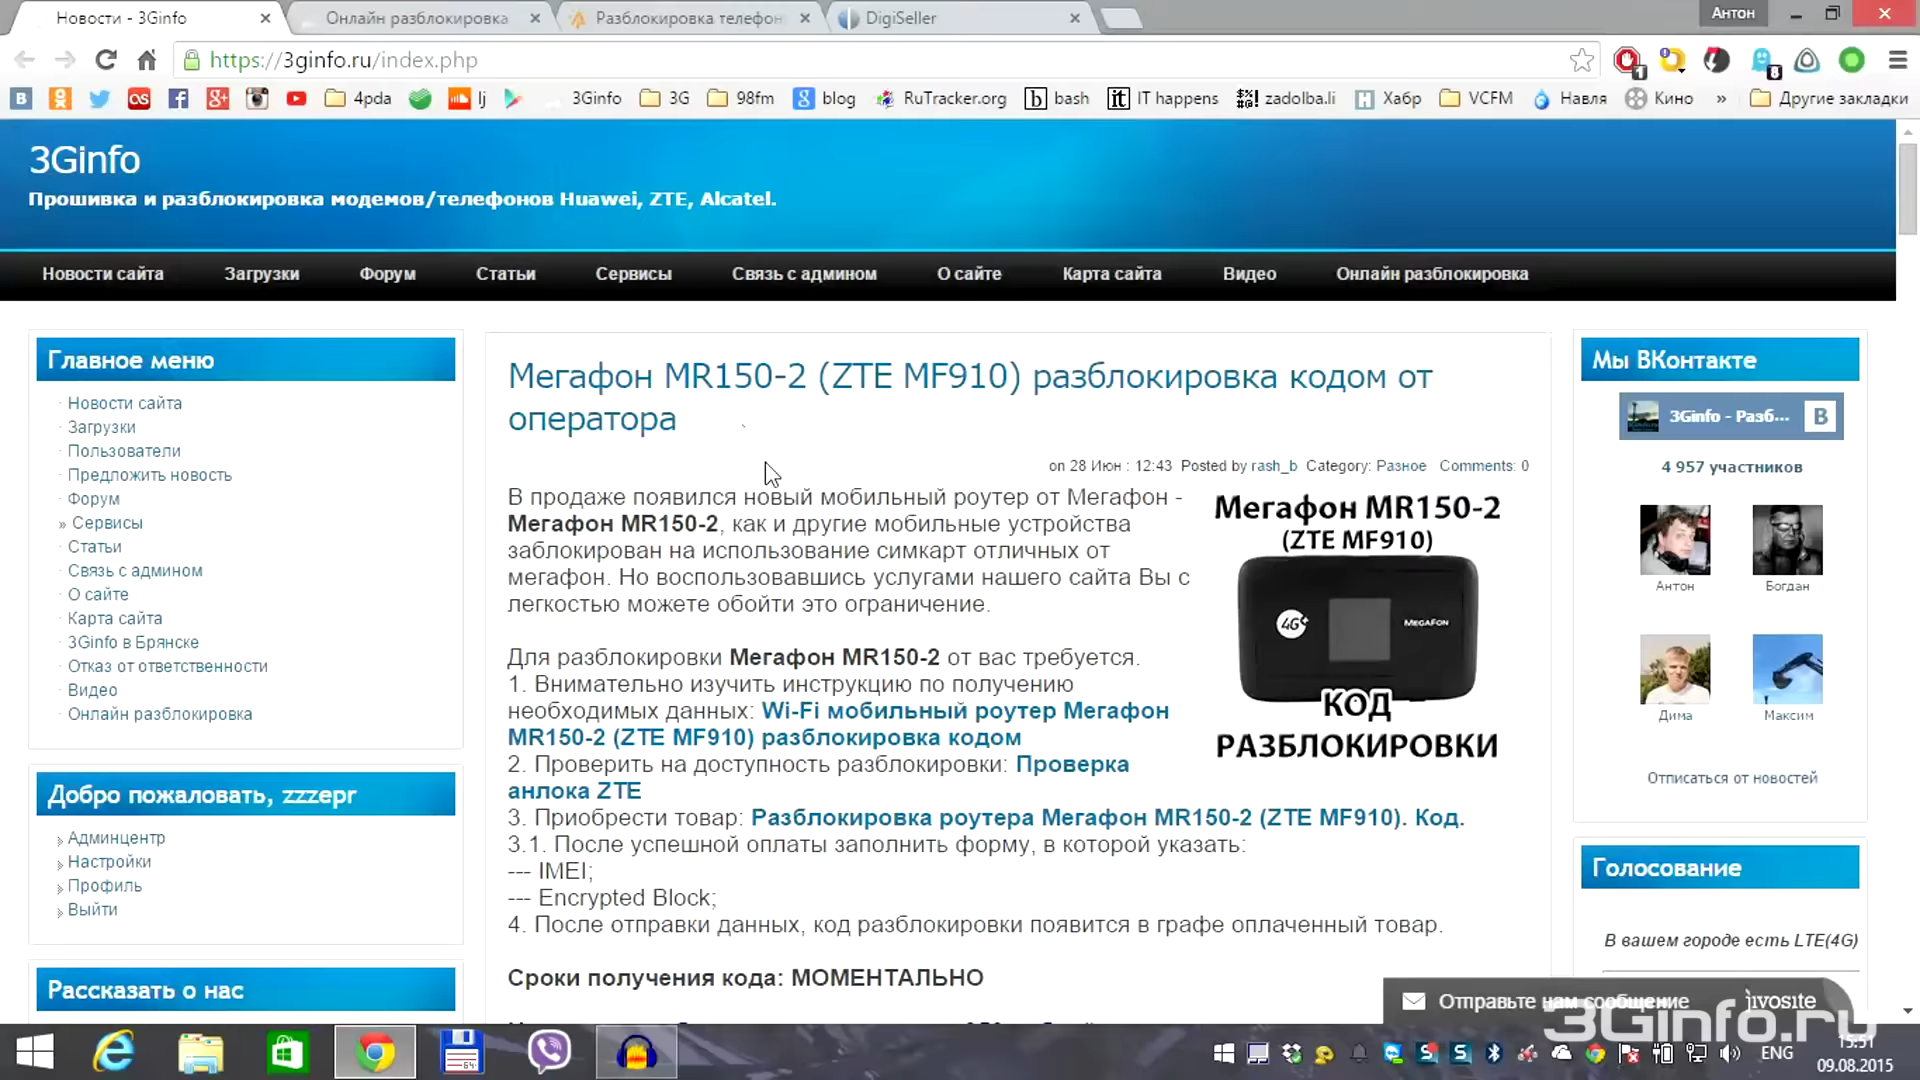 Новости - 3Ginfo
Онлайн разблокировка
Разблокировка телефон
DigiSeller
Антон
https://3ginfo.ru/index.php
4pda
lj
3Ginfo
3G
98fm
blog
RuTracker.org
bash
IT happens
zadolba.li
Хабр
VCFM
Навля
Кино
»
Другие закладки
3Ginfo
Прошивка и разблокировка модемов/телефонов Huawei, ZTE, Alcatel.
Новости сайта
Загрузки
Форум
Статьи
Сервисы
Связь с админом
О сайте
Карта сайта
Видео
Онлайн разблокировка
Главное меню
Новости сайта
Загрузки
Пользователи
Предложить новость
Форум
» Сервисы
Статьи
Связь с админом
О сайте
Карта сайта
3Ginfo в Брянске
Отказ от ответственности
Видео
Онлайн разблокировка
Добро пожаловать, zzzepr
Админцентр
Настройки
Профиль
Выйти
Рассказать о нас
Мегафон MR150-2 (ZTE MF910) разблокировка кодом от
оператора
on 28 Июн : 12:43 Posted by rash_b Category: Разное Comments: 0
В продаже появился новый мобильный роутер от Мегафон -
Мегафон MR150-2, как и другие мобильные устройства
заблокирован на использование симкарт отличных от
мегафон. Но воспользовавшись услугами нашего сайта Вы с
легкостью можете обойти это ограничение.
Для разблокировки Мегафон MR150-2 от вас требуется.
1. Внимательно изучить инструкцию по получению
необходимых данных: Wi-Fi мобильный роутер Мегафон
MR150-2 (ZTE MF910) разблокировка кодом
2. Проверить на доступность разблокировки: Проверка
анлока ZTE
3. Приобрести товар: Разблокировка роутера Мегафон MR150-2 (ZTE MF910). Код.
3.1. После успешной оплаты заполнить форму, в которой указать:
--- IMEI;
--- Encrypted Block;
4. После отправки данных, код разблокировки появится в графе оплаченный товар.
Сроки получения кода: МОМЕНТАЛЬНО
Мегафон MR150-2
(ZTE MF910)
4G+
MEGAFON
КОД
РАЗБЛОКИРОВКИ
Мы ВКонтакте
3Ginfo - Разб...
4 957 участников
Антон
Богдан
Дима
Максим
Отписаться от новостей
Голосование
В вашем городе есть LTE(4G)
Отправьте нам сообщение
jivosite
3Ginfo.ru
ENG
15:51
09.08.2015